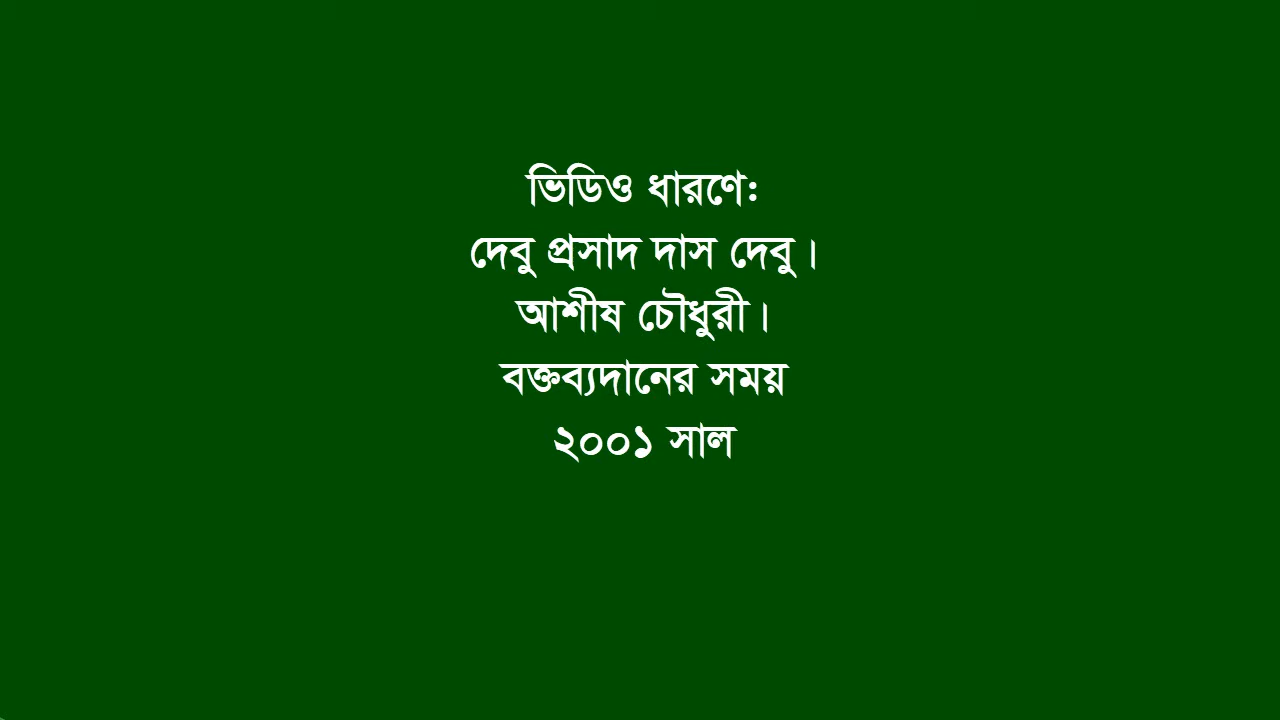 ভিডিও ধারণে:
দেবু প্রসাদ দাস দেবু।
আশীষ চৌধুরী।
বক্তব্যদানের সময়
২০০১ সাল